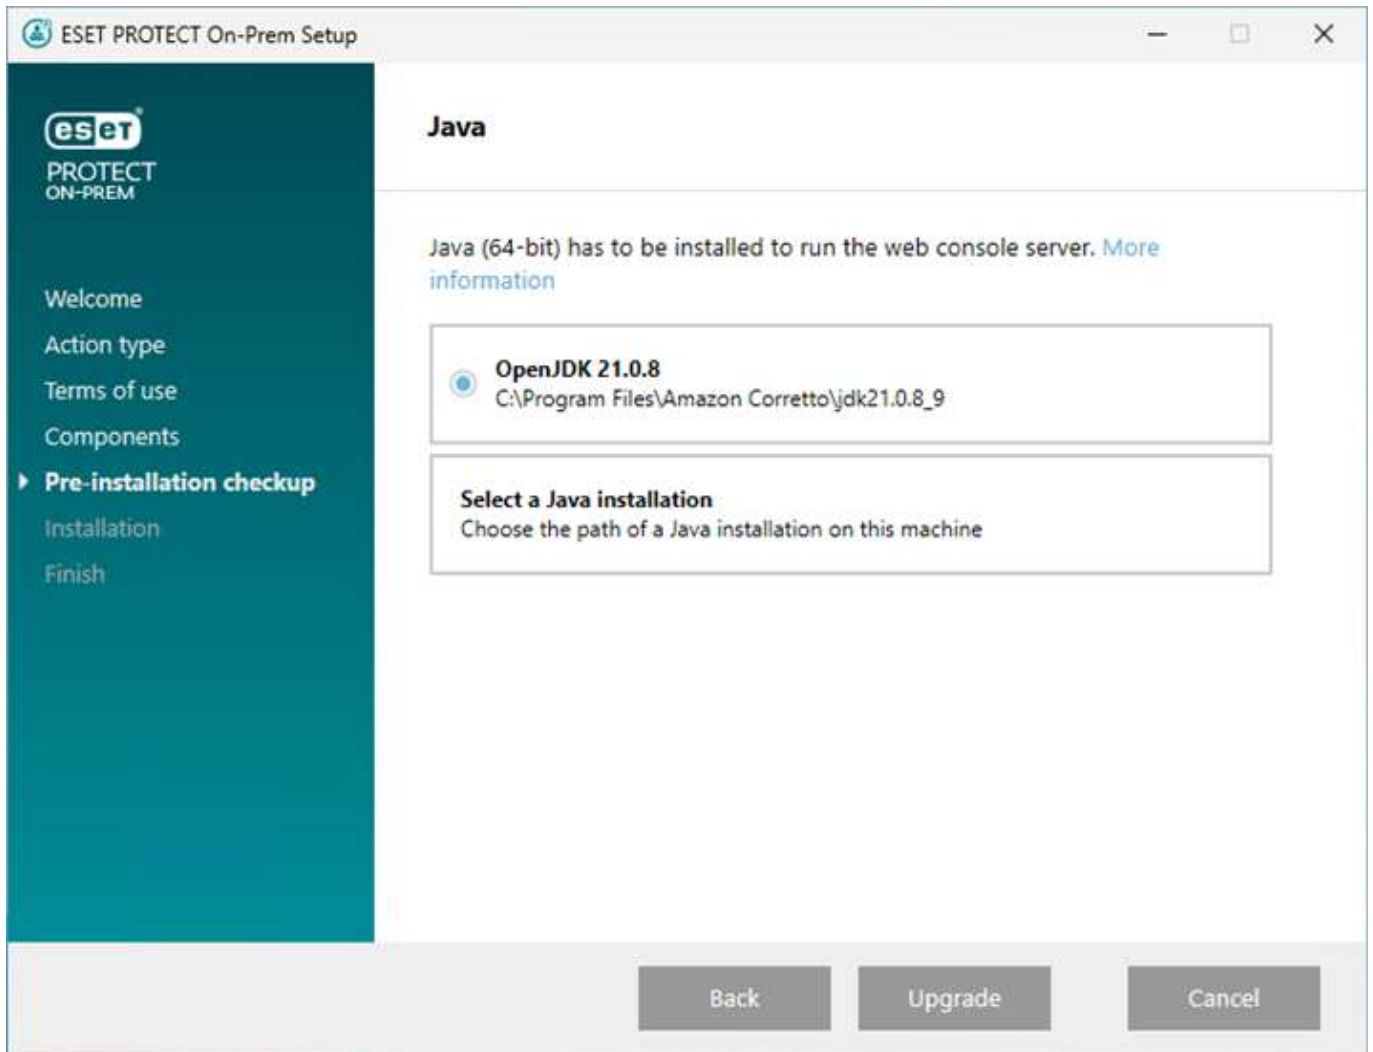 ESET PROTECT On-Prem Setup
eset®
PROTECT
ON-PREM
Welcome
Action type
Terms of use
Components
Pre-installation checkup
Installation
Finish
Java
Java (64-bit) has to be installed to run the web console server. More
information
OpenJDK 21.0.8
C:\Program Files\Amazon Corretto\jdk21.0.8_9
Select a Java installation
Choose the path of a Java installation on this machine
Back
Upgrade
Cancel